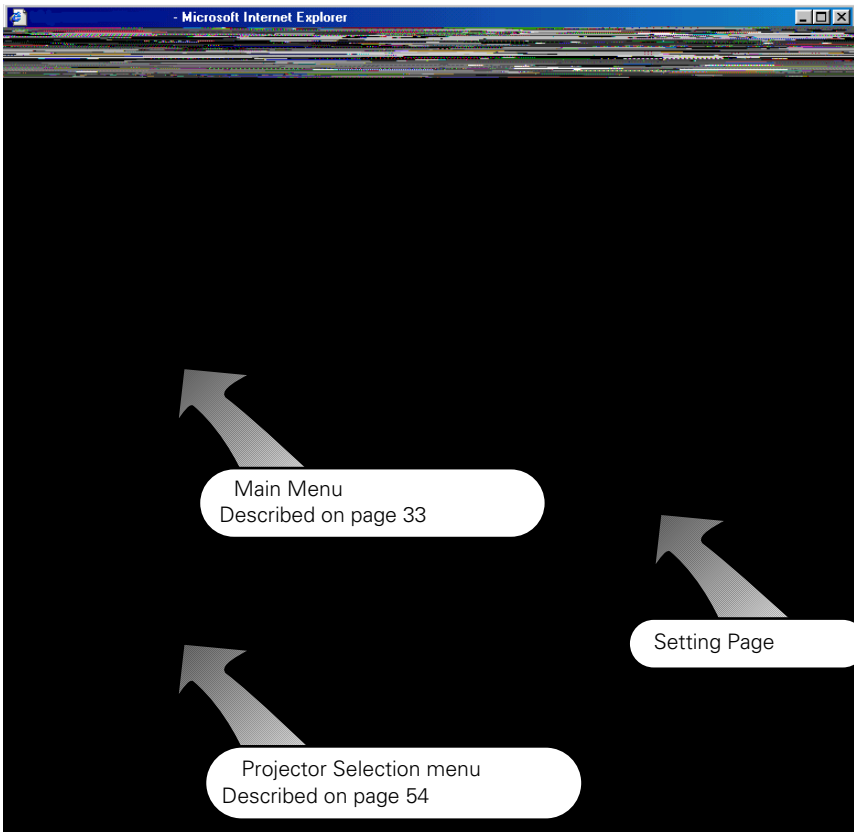 - Microsoft Internet Explorer
Main Menu
Described on page 33
Setting Page
Projector Selection menu
Described on page 54